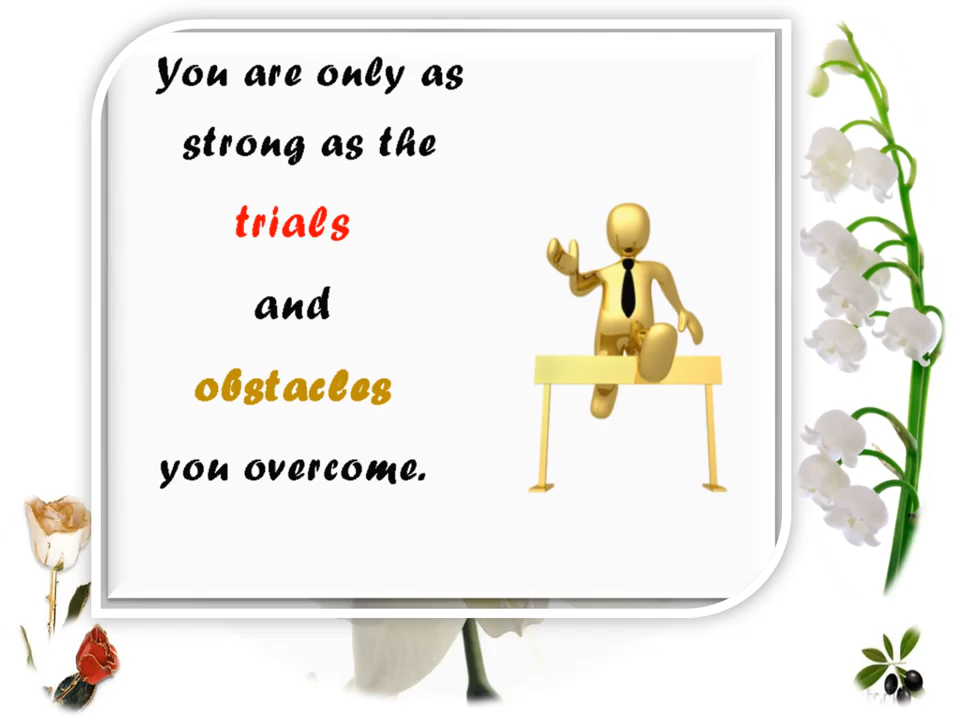 You are only as
strong as the
trials
and
obstacles
you overcome.